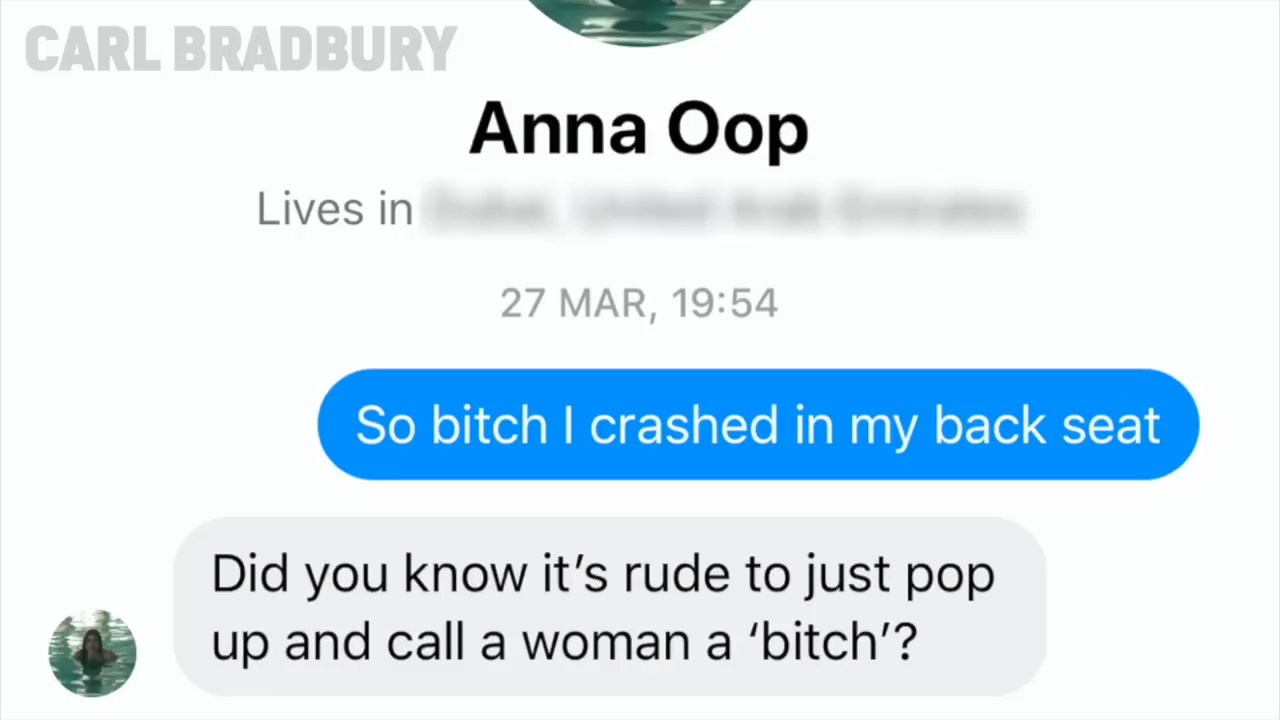 CARL BRADBURY
Anna Oop
Lives in
27 MAR, 19:54
So bitch I crashed in my back seat
Did you know it's rude to just pop
up and call a woman a ‘bitch’?